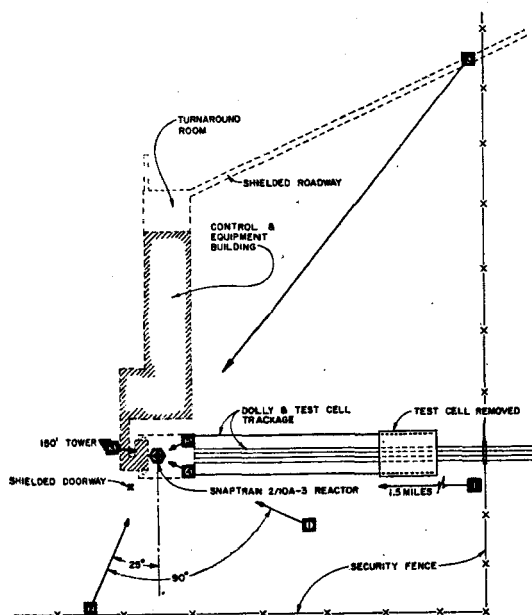 TURNAROUND
ROOM
SHIELDED ROADWAY
CONTROL &
EQUIPMENT
BUILDING
DOLLY & TEST CELL
TRACKAGE
TEST CELL REMOVED
150' TOWER
SHIELDED DOORWAY
SNAPTRAN 2/10A-3 REACTOR
1.5 MILES
25°
90°
SECURITY FENCE